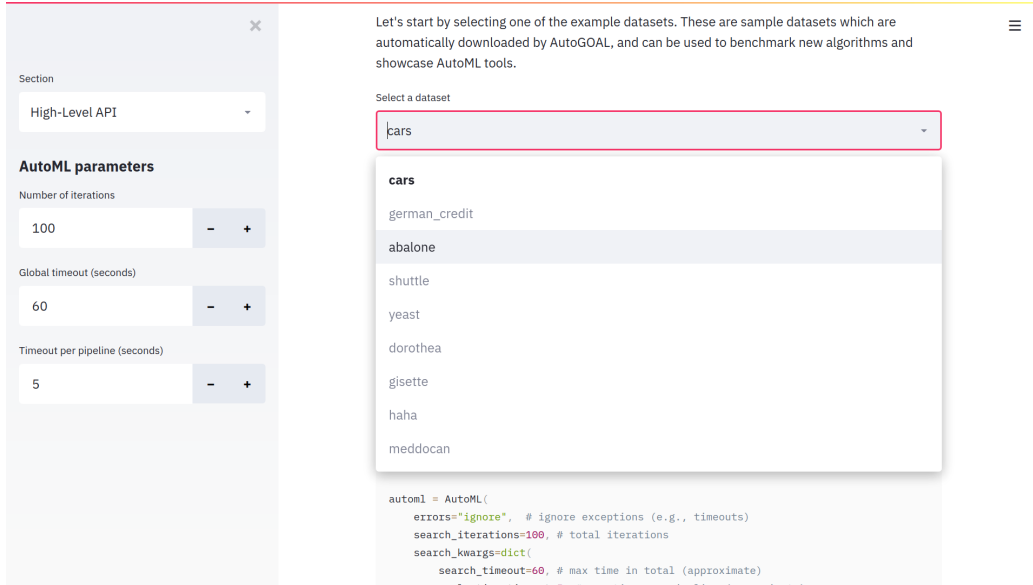 Let's start by selecting one of the example datasets. These are sample datasets which are
automatically downloaded by AutoGOAL, and can be used to benchmark new algorithms and
showcase AutoML tools.
Section
High-Level API
AutoML parameters
Number of iterations
100
- +
Global timeout (seconds)
60
- +
Timeout per pipeline (seconds)
5
- +
Select a dataset
cars
cars
german_credit
abalone
shuttle
yeast
dorothea
gisette
haha
meddocan
automl = AutoML(
errors="ignore", # ignore exceptions (e.g., timeouts)
search_iterations=100, # total iterations
search_kwargs=dict(
search_timeout=60, # max time in total (approximate)